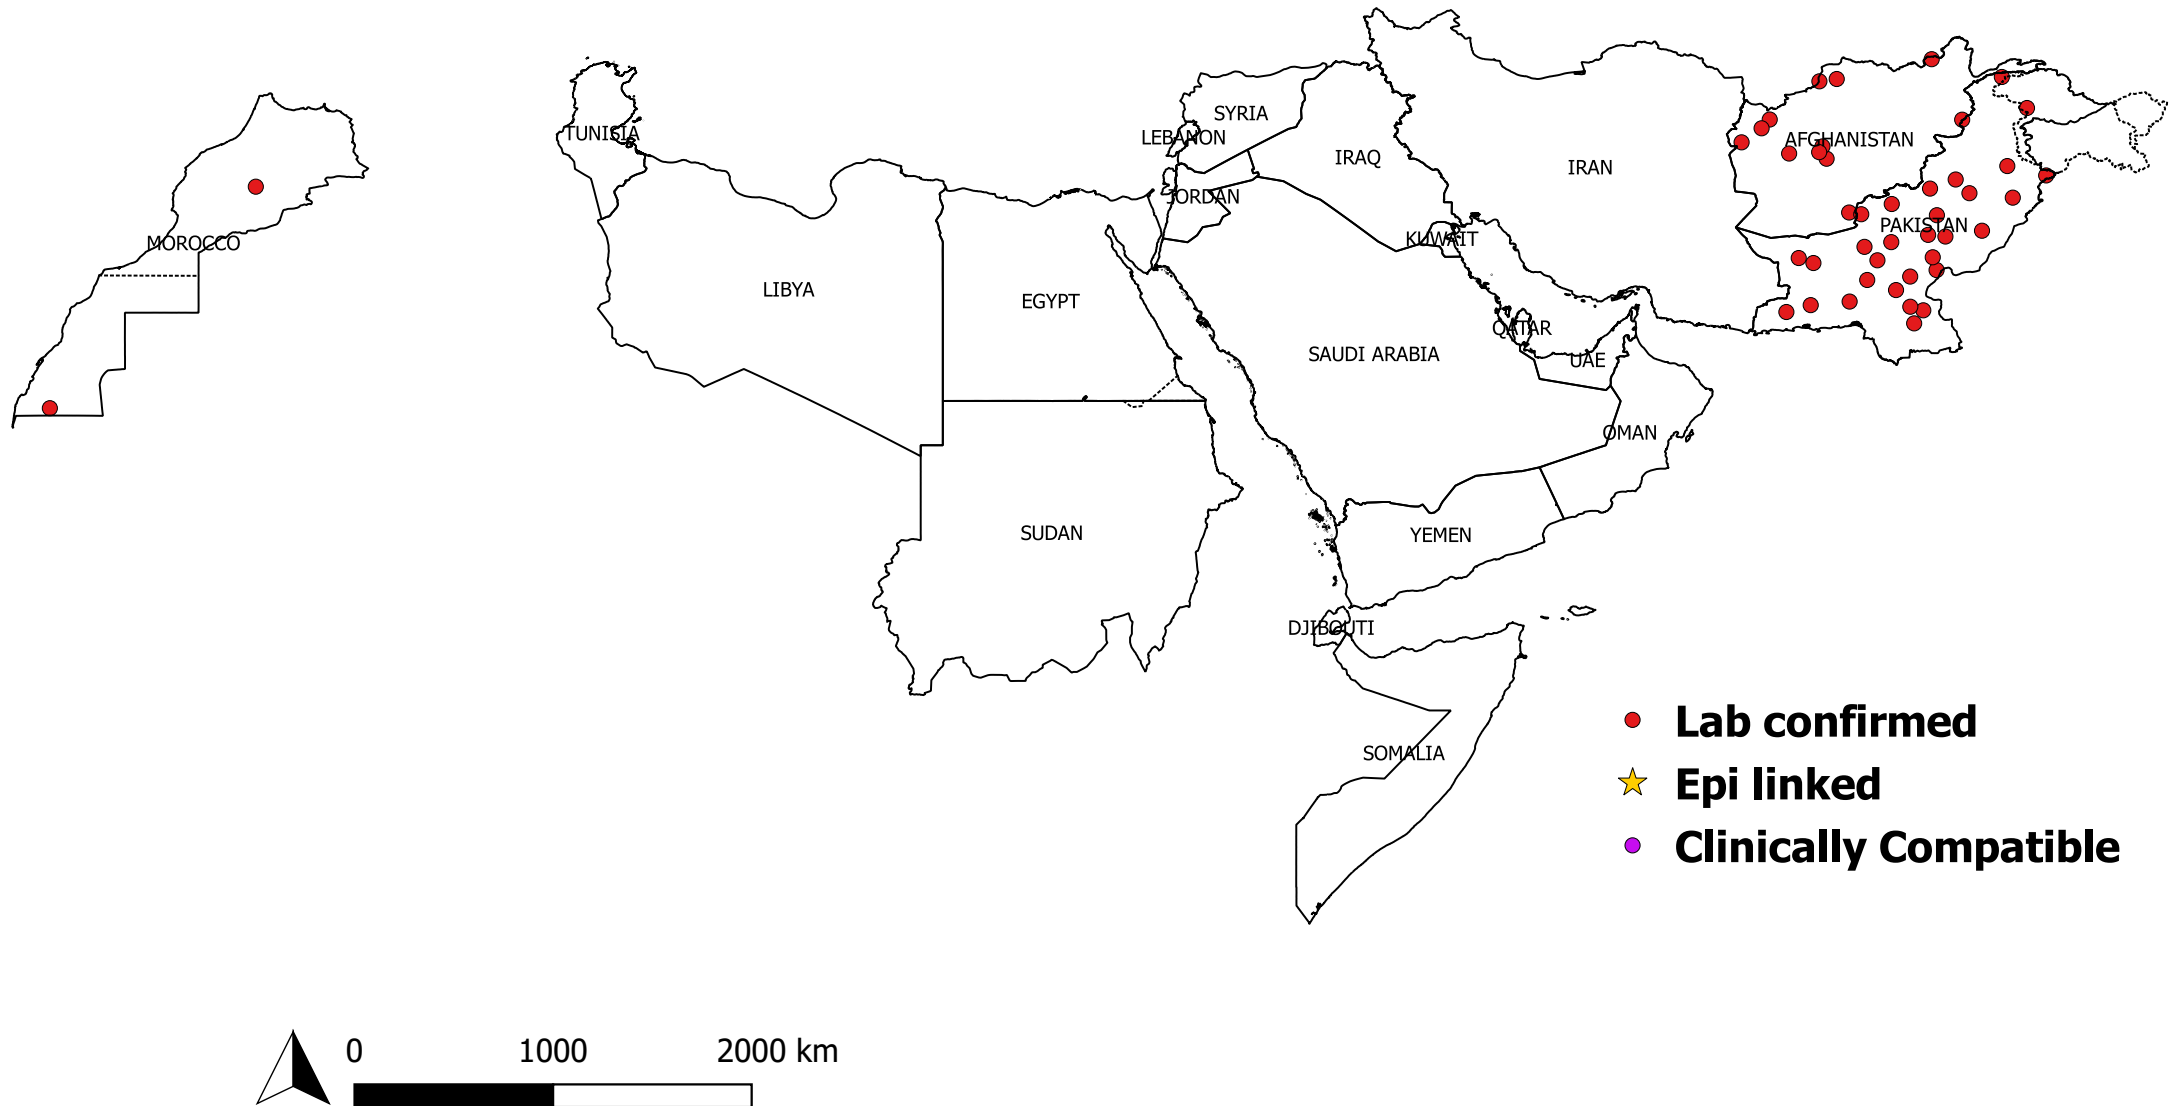 SYRIA
TUNISIA
LEBANON
AFGHANISTAN
IRAQ
IRAN
JORDAN
PAKISTAN
MOROCCO
KUWAIT
LIBYA
EGYPT
QATAR
SAUDI ARABIA
UAE
OMAN
SUDAN
YEMEN
DJIBOUTI
SOMALIA
Lab confirmed
Epi linked
Clinically Compatible
0 1000 2000 km